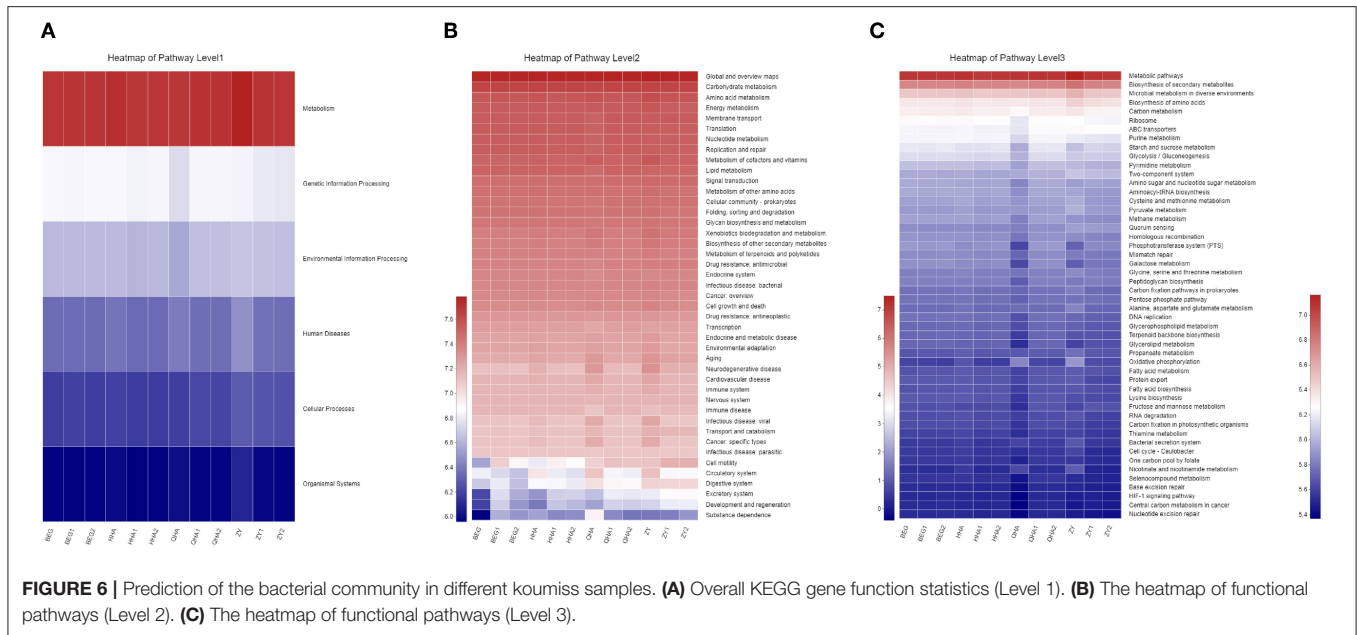 A
Heatmap of Pathway Level1
Metabolism
Genetic Information Processing
Environmental Information Processing
Human Diseases
Cellular Processes
Organismal Systems
7.6
7.4
7.2
7.0
6.8
6.6
6.4
6.2
6.0
BEG
BEG1
BEG2
HHA
HHA1
HHA2
QHA
QHA1
QHA2
ZY
ZY1
ZY2
B
Heatmap of Pathway Level2
Global and overview maps
Carbohydrate metabolism
Amino acid metabolism
Energy metabolism
Membrane transport
Translation
Nucleotide metabolism
Replication and repair
Metabolism of cofactors and vitamins
Lipid metabolism
Signal transduction
Metabolism of other amino acids
Cellular community - prokaryotes
Folding, sorting and degradation
Glycan biosynthesis and metabolism
Xenobiotics biodegradation and metabolism
Biosynthesis of other secondary metabolites
Metabolism of terpenoids and polyketides
Drug resistance: antimicrobial
Endocrine system
Infectious disease: bacterial
Cancer: overview
Cell growth and death
Drug resistance: antineoplastic
Transcription
Endocrine and metabolic disease
Environmental adaptation
Aging
Neurodegenerative disease
Cardiovascular disease
Immune system
Nervous system
Immune disease
Infectious disease: viral
Transport and catabolism
Cancer: specific types
Infectious disease: parasitic
Cell motility
Circulatory system
Digestive system
Excretory system
Development and regeneration
Substance dependence
7
6
5
4
3
2
1
0
BEG
BEG1
BEG2
HHA
HHA1
HHA2
QHA
QHA1
QHA2
ZY
ZY1
ZY2
C
Heatmap of Pathway Level3
Metabolic pathways
Biosynthesis of secondary metabolites
Microbial metabolism in diverse environments
Biosynthesis of amino acids
Carbon metabolism
Ribosome
ABC transporters
Purine metabolism
Starch and sucrose metabolism
Glycolysis / Gluconeogenesis
Pyrimidine metabolism
Two-component system
Amino sugar and nucleotide sugar metabolism
Aminoacyl-tRNA biosynthesis
Cysteine and methionine metabolism
Pyruvate metabolism
Methane metabolism
Quorum sensing
Homologous recombination
Phosphotransferase system (PTS)
Mismatch repair
Galactose metabolism
Glycine, serine and threonine metabolism
Peptidoglycan biosynthesis
Carbon fixation pathways in prokaryotes
Pentose phosphate pathway
Alanine, aspartate and glutamate metabolism
DNA replication
Glycerophospholipid metabolism
Terpenoid backbone biosynthesis
Glycerolipid metabolism
Propanoate metabolism
Oxidative phosphorylation
Fatty acid metabolism
Protein export
Fatty acid biosynthesis
Lysine biosynthesis
Fructose and mannose metabolism
RNA degradation
Carbon fixation in photosynthetic organisms
Thiamine metabolism
Bacterial secretion system
Cell cycle - Caulobacter
One carbon pool by folate
Nicotinate and nicotinamide metabolism
Selenocompound metabolism
Base excision repair
HIF-1 signaling pathway
Central carbon metabolism in cancer
Nucleotide excision repair
7.0
6.8
6.6
6.4
6.2
6.0
5.8
5.6
5.4
BEG
BEG1
BEG2
HHA
HHA1
HHA2
QHA
QHA1
QHA2
ZY
ZY1
ZY2
FIGURE 6 | Prediction of the bacterial community in different koumiss samples. (A) Overall KEGG gene function statistics (Level 1). (B) The heatmap of functional
pathways (Level 2). (C) The heatmap of functional pathways (Level 3).